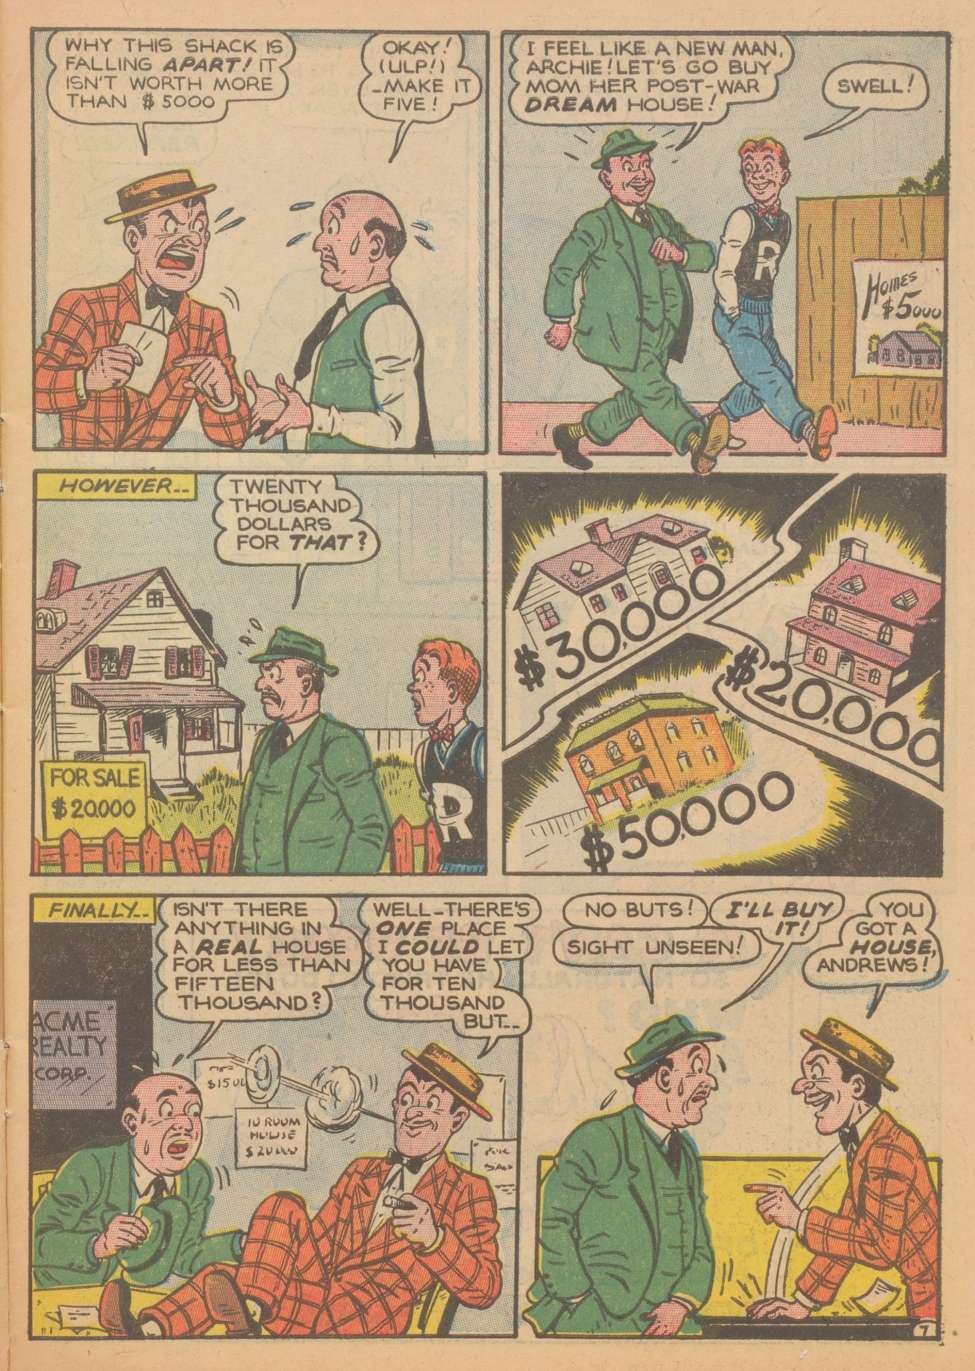 WHY THIS SHACK IS
FALLING APART! IT
ISN'T WORTH MORE
THAN $5000
OKAY!
(ULP!)
–MAKE IT
FIVE!
I FEEL LIKE A NEW MAN,
ARCHIE! LET'S GO BUY
MOM HER POST-WAR
DREAM HOUSE!
SWELL!
R
HOMES
$5000
HOWEVER--
TWENTY
THOUSAND
DOLLARS
FOR THAT?
FOR SALE
$20,000
R
$30,000
$20,000
$50,000
FINALLY--
ISN'T THERE
ANYTHING IN
A REAL HOUSE
FOR LESS THAN
FIFTEEN
THOUSAND?
WELL–THERE'S
ONE PLACE
I COULD LET
YOU HAVE
FOR TEN
THOUSAND
BUT--
ACME
REALTY
CORP.
10 ROOM
HOUSE
$20000
FOR
SALE
NO BUTS!
SIGHT UNSEEN!
I'LL BUY
IT!
YOU
GOT A
HOUSE,
ANDREWS!
7